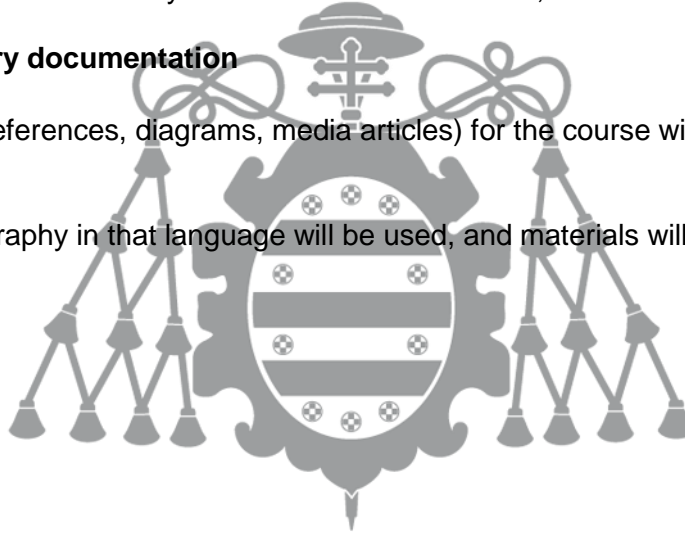 ry documentation
eferences, diagrams, media articles) for the course wi
raphy in that language will be used, and materials will